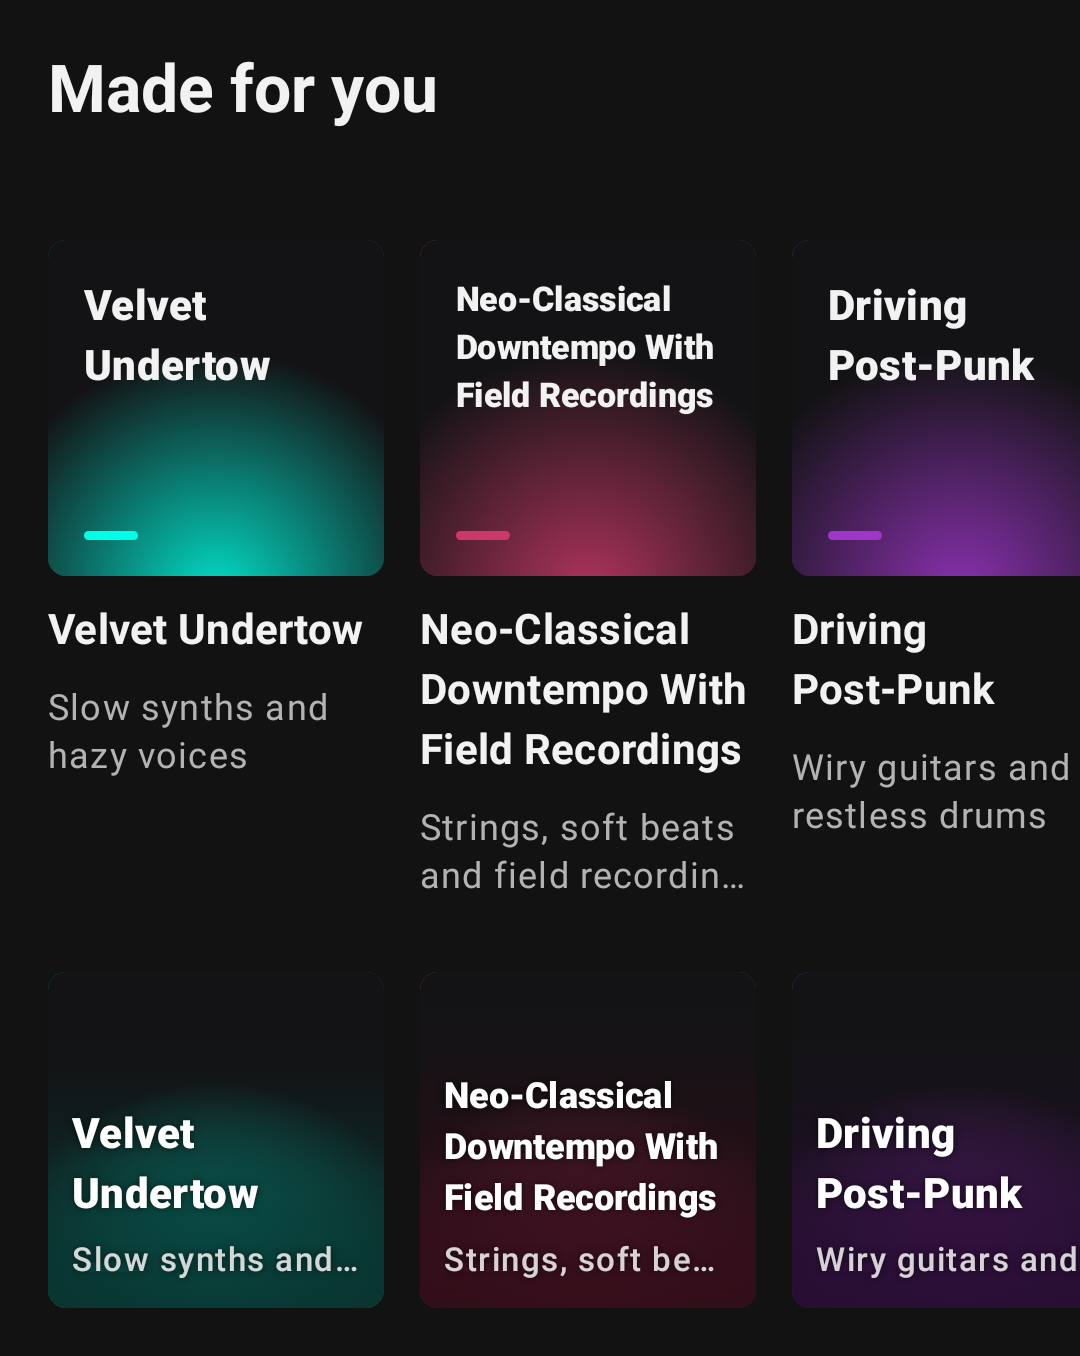 Made for you
Velvet
Undertow
Neo-Classical
Downtempo With
Field Recordings
Driving
Post-Punk
Velvet Undertow
Slow synths and
hazy voices
Neo-Classical
Downtempo With
Field Recordings
Strings, soft beats
and field recordin…
Driving
Post-Punk
Wiry guitars and
restless drums
Velvet
Undertow
Slow synths and…
Neo-Classical
Downtempo With
Field Recordings
Strings, soft be…
Driving
Post-Punk
Wiry guitars and